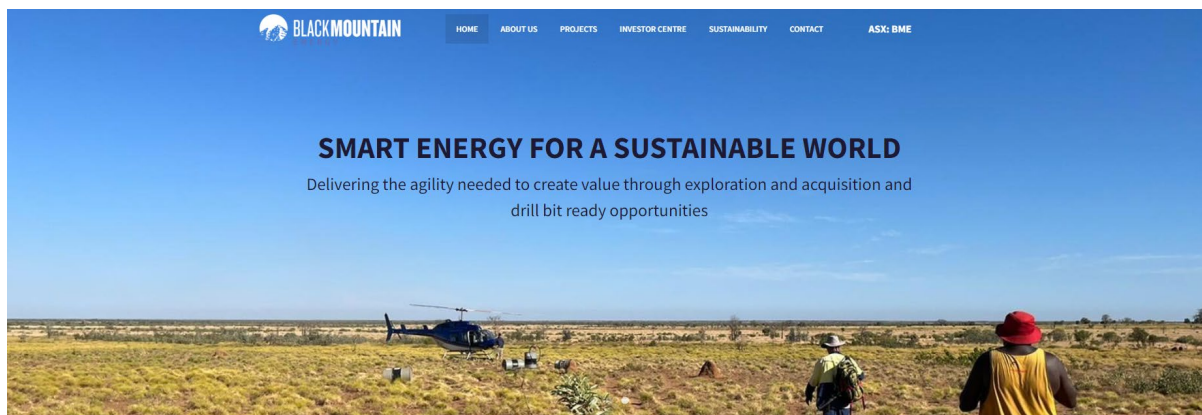 BLACKMOUNTAIN
HOME
ABOUT US
PROJECTS
INVESTOR CENTRE
SUSTAINABILITY
CONTACT
ASX: BME
SMART ENERGY FOR A SUSTAINABLE WORLD
Delivering the agility needed to create value through exploration and acquisition and
drill bit ready opportunities